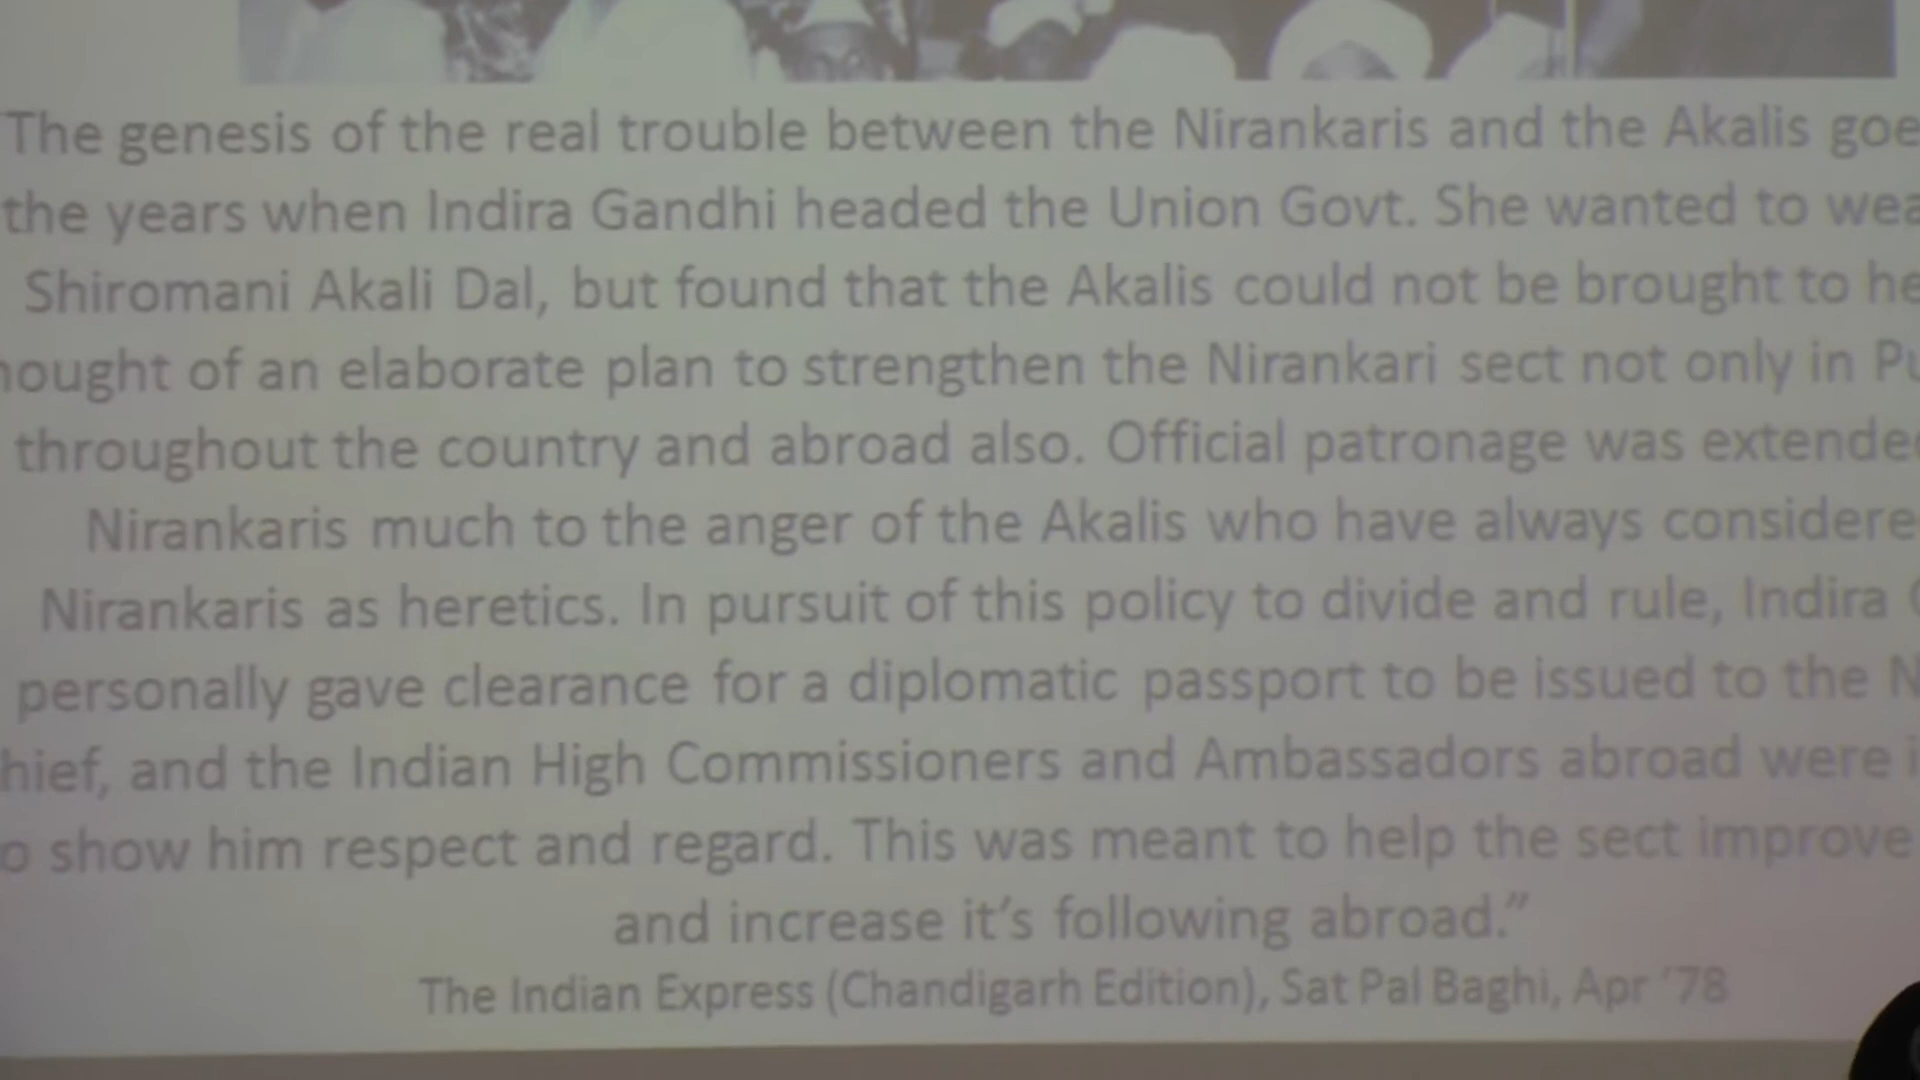 "The genesis of the real trouble between the Nirankaris and the Akalis goe
the years when Indira Gandhi headed the Union Govt. She wanted to wea
Shiromani Akali Dal, but found that the Akalis could not be brought to he
hought of an elaborate plan to strengthen the Nirankari sect not only in Pu
throughout the country and abroad also. Official patronage was extended
Nirankaris much to the anger of the Akalis who have always considere
Nirankaris as heretics. In pursuit of this policy to divide and rule, Indira
personally gave clearance for a diplomatic passport to be issued to the N
hief, and the Indian High Commissioners and Ambassadors abroad were i
o show him respect and regard. This was meant to help the sect improve
and increase it’s following abroad.”
The Indian Express (Chandigarh Edition), Sat Pal Baghi, Apr ’78